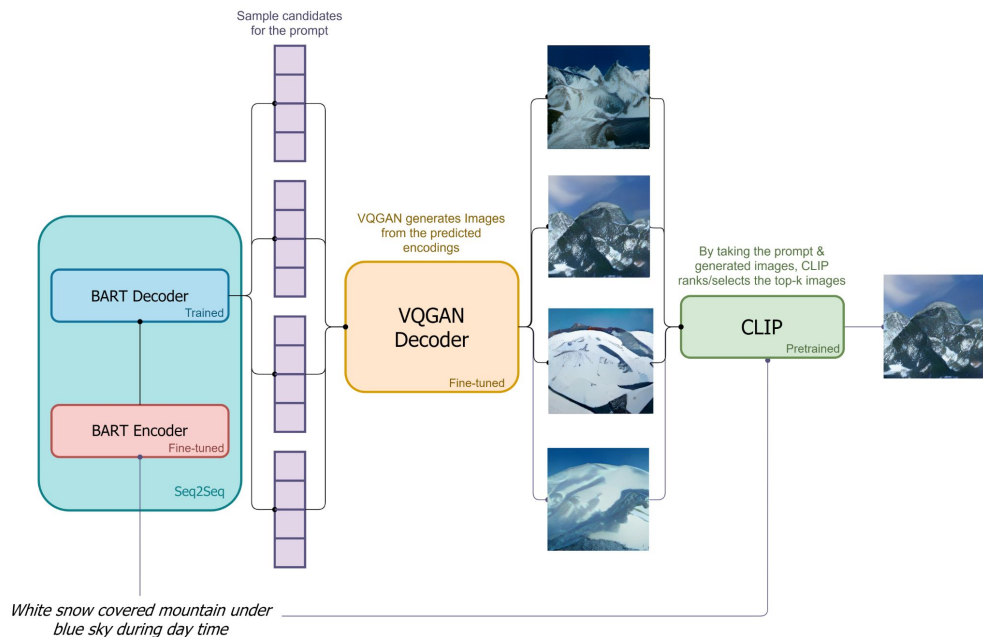 Sample candidates
for the prompt
VQGAN generates Images
from the predicted
encodings
By taking the prompt &
generated images, CLIP
ranks/selects the top-k images
BART Decoder
Trained
VQGAN
Decoder
Fine-tuned
CLIP
Pretrained
BART Encoder
Fine-tuned
Seq2Seq
White snow covered mountain under
blue sky during day time